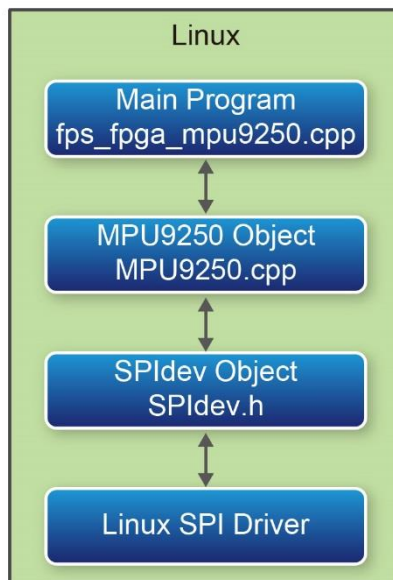 Linux
Main Program
fps_fpga_mpu9250.cpp
MPU9250 Object
MPU9250.cpp
SPIdev Object
SPIdev.h
Linux SPI Driver